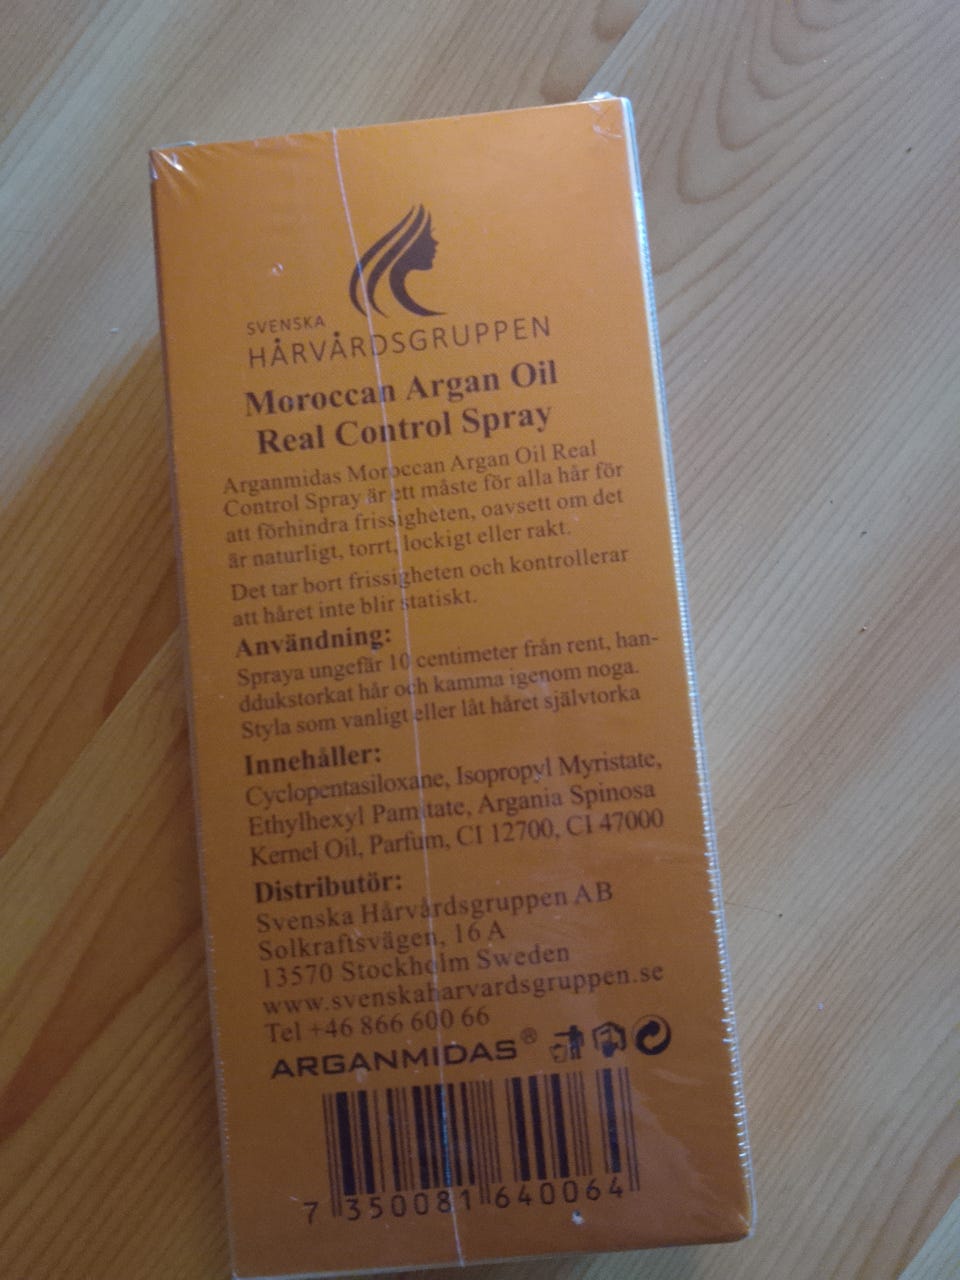 SVENSKA
HÅRVÅRDSGRUPPEN
Moroccan Argan Oil
Real Control Spray
Arganmidas Moroccan Argan Oil Real
Control Spray är ett måste för alla hår för
att förhindra frissigheten, oavsett om det
är naturligt, torrt, lockigt eller rakt.
Det tar bort frissigheten och kontrollerar
att håret inte blir statiskt.
Användning:
Spraya ungefär 10 centimeter från rent, han-
ddukstorkat hår och kamma igenom noga.
Styla som vanligt eller låt håret självtorka
Innehåller:
Cyclopentasiloxane, Isopropyl Myristate,
Ethylhexyl Pamitate, Argania Spinosa
Kernel Oil, Parfum, CI 12700, CI 47000
Distributör:
Svenska Hårvårdsgruppen AB
Solkraftsvägen, 16 A
13570 Stockholm Sweden
www.svenskaharvardsgruppen.se
Tel +46 866 600 66
ARGANMIDAS®
7 350081 640064